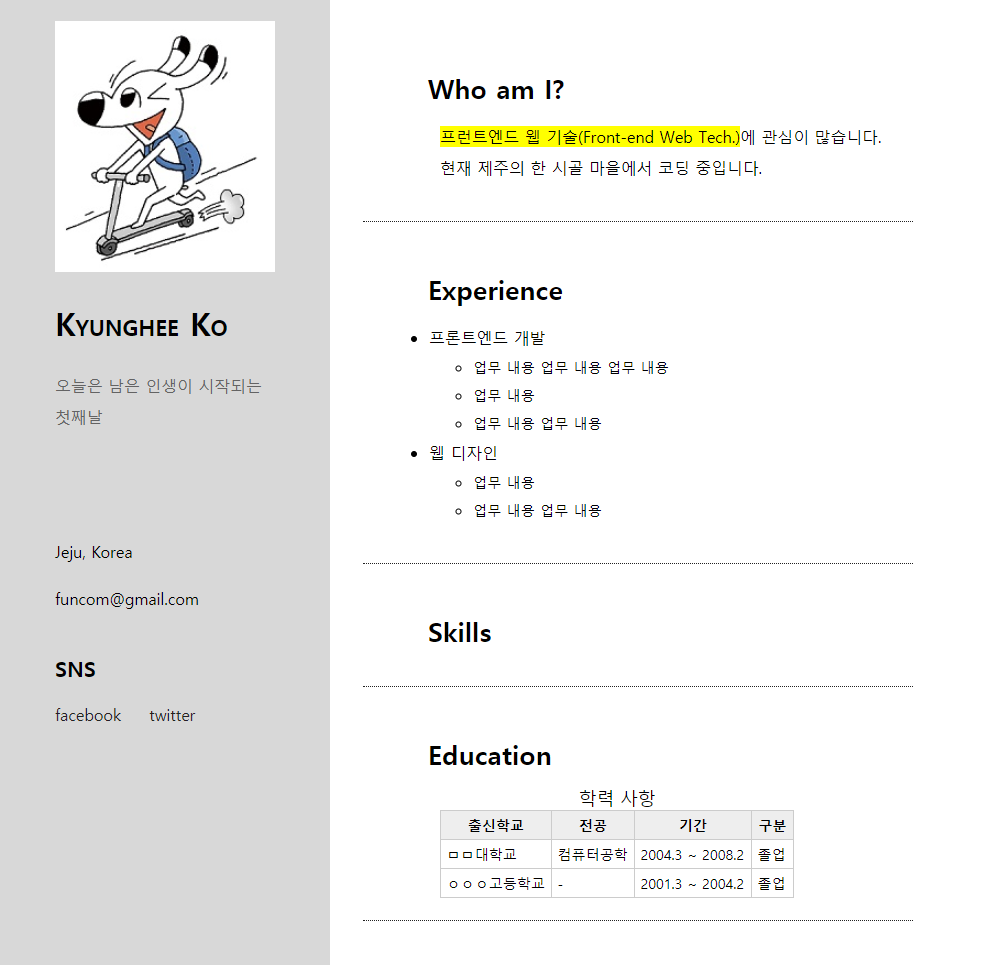 Kyunghee Ko
오늘은 남은 인생이 시작되는
첫째날
Jeju, Korea
funcom@gmail.com
SNS
facebook twitter
Who am I?
프런트엔드 웹 기술(Front-end Web Tech.)에 관심이 많습니다.
현재 제주의 한 시골 마을에서 코딩 중입니다.
Experience
프론트엔드 개발
업무 내용 업무 내용 업무 내용
업무 내용
업무 내용 업무 내용
웹 디자인
업무 내용
업무 내용 업무 내용
Skills
Education
학력 사항
출신학교 전공 기간 구분
ㅁㅁ대학교 컴퓨터공학 2004.3 ~ 2008.2 졸업
ㅇㅇㅇ고등학교 - 2001.3 ~ 2004.2 졸업